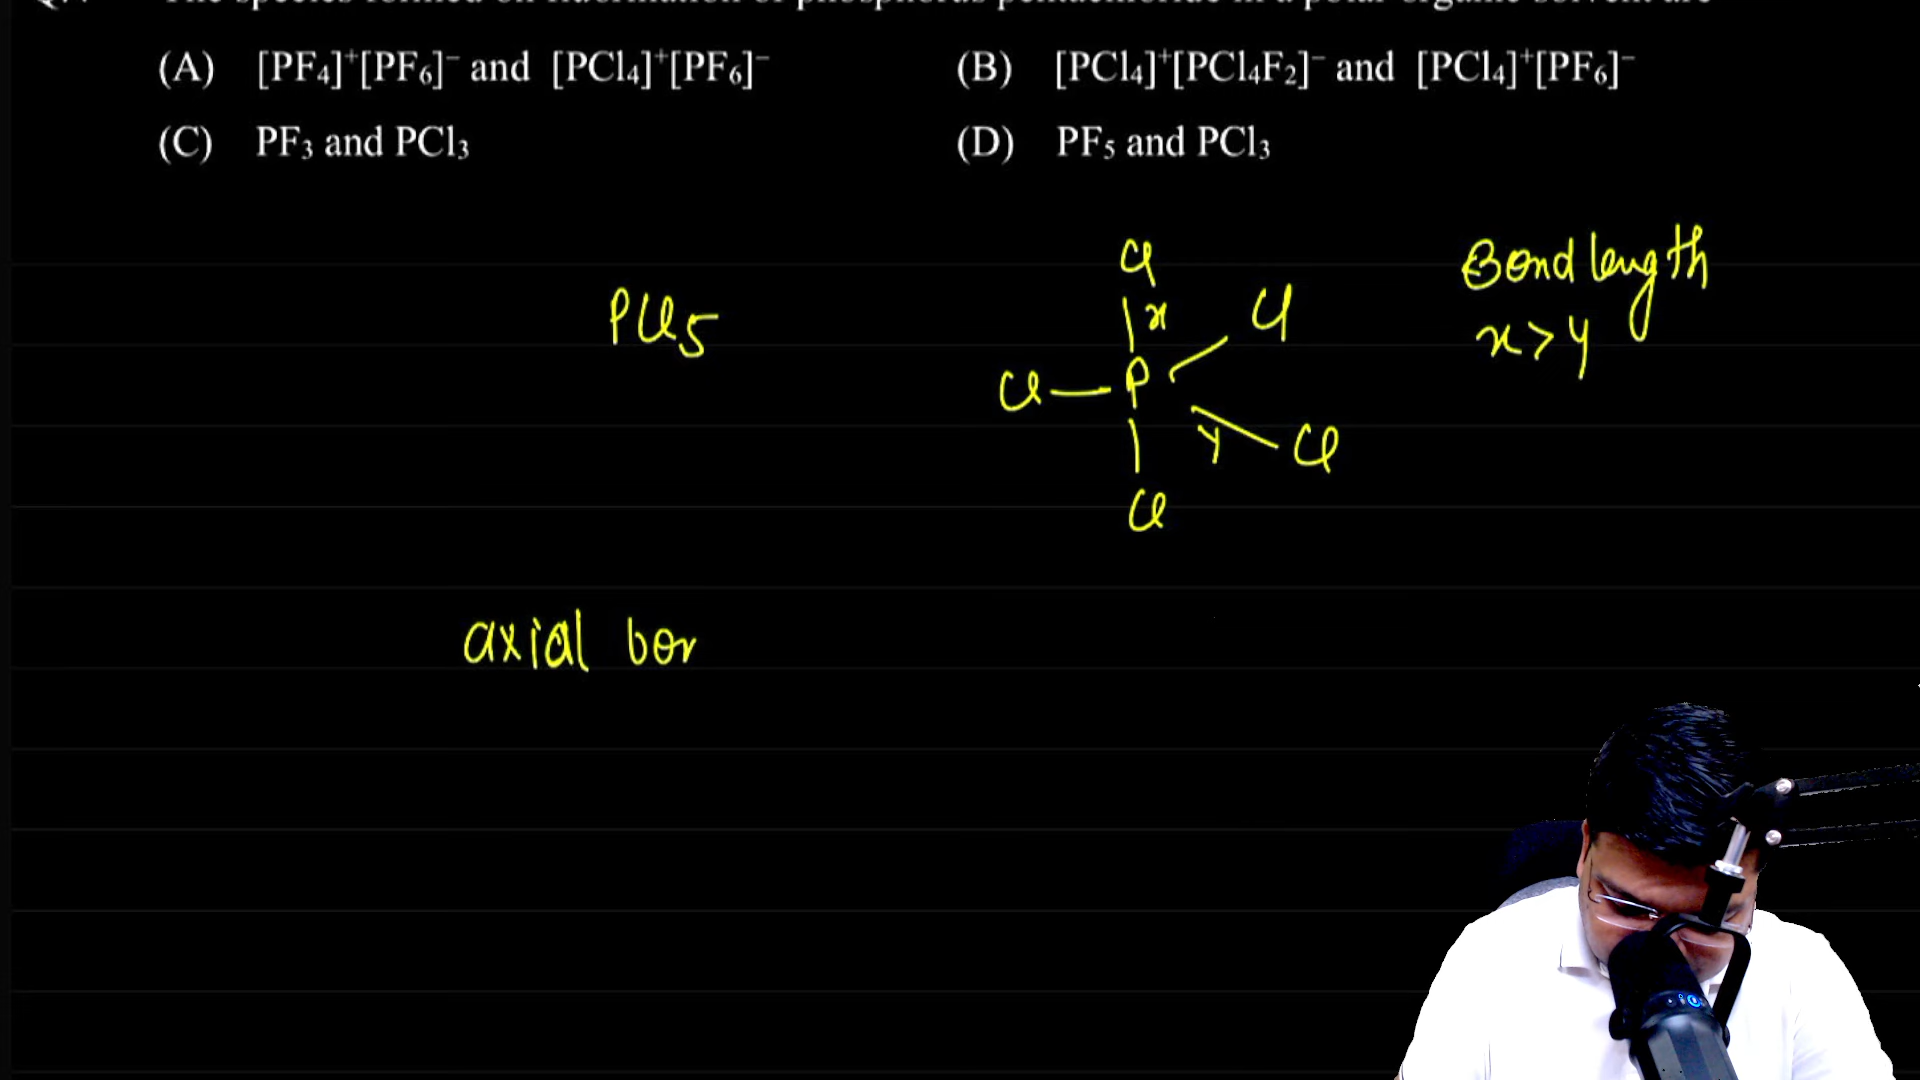 (A) [PF₄]⁺[PF₆]⁻ and [PCl₄]⁺[PF₆]⁻ (B) [PCl₄]⁺[PCl₄F₂]⁻ and [PCl₄]⁺[PF₆]⁻
(C) PF₃ and PCl₃ (D) PF₅ and PCl₃
PCl₅
Cl
x
Cl
Cl
P
y
Cl
Cl
Bond length
x > y
axial bon